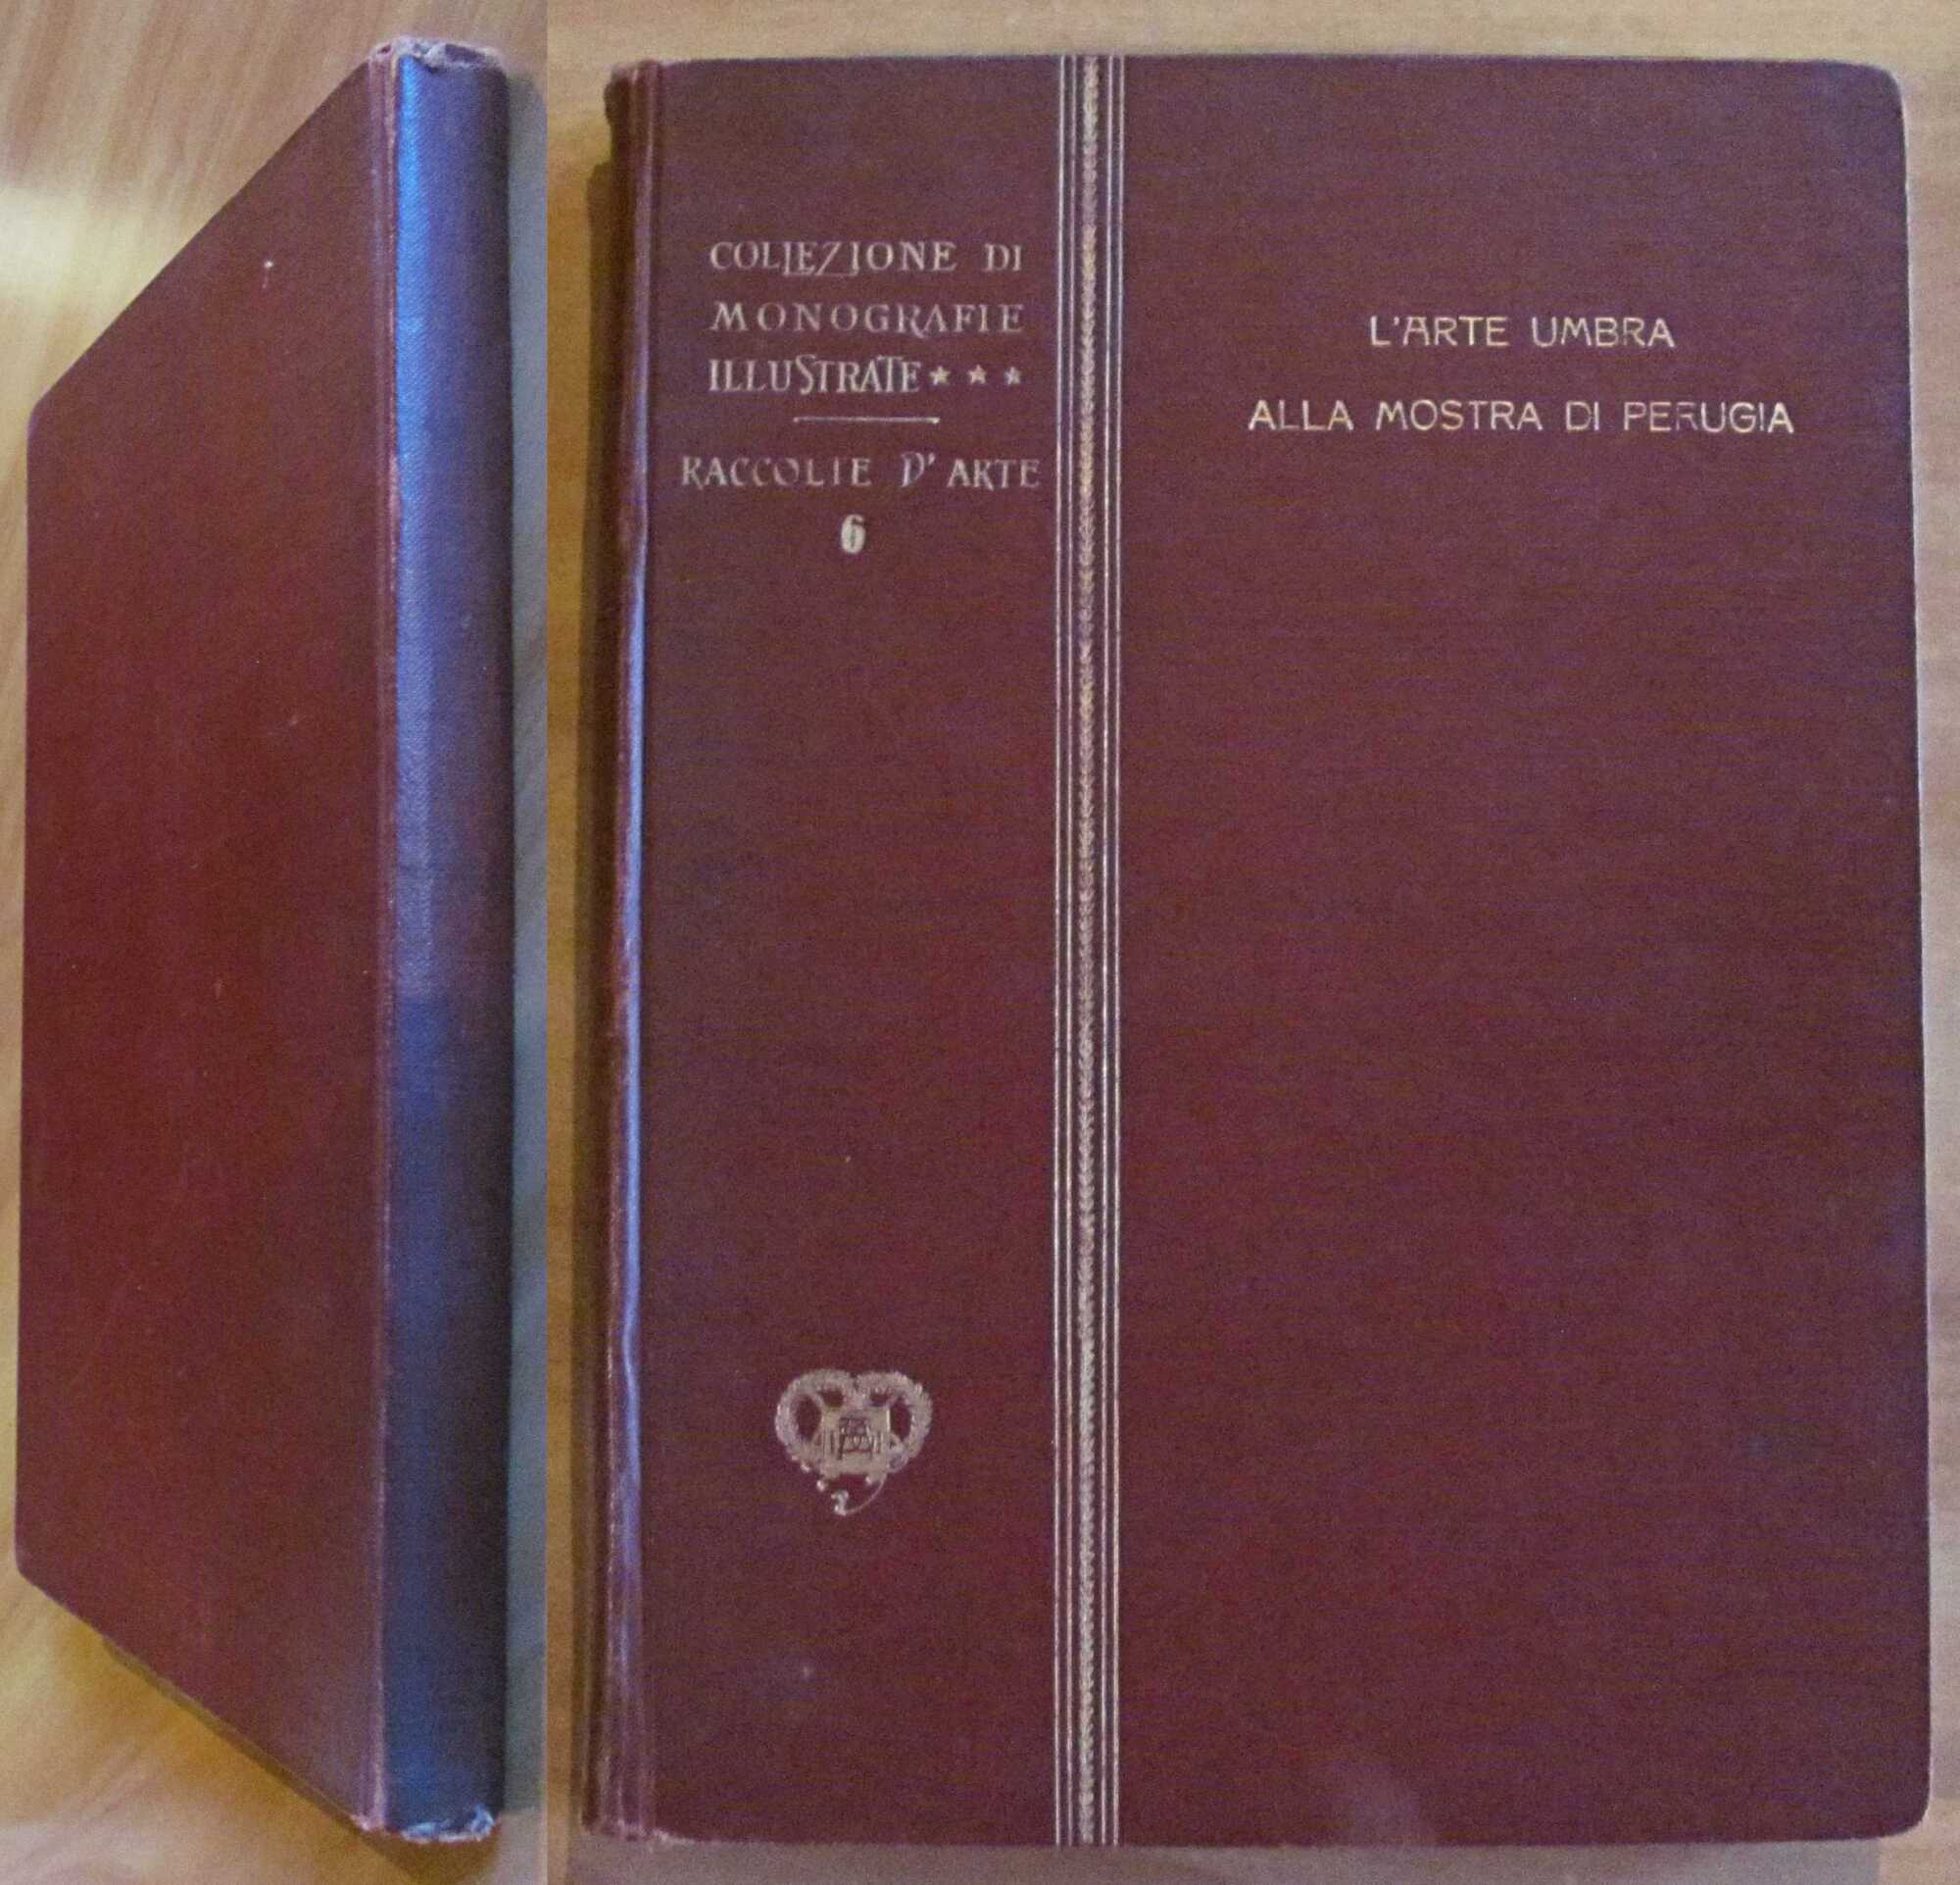 COLLEZIONE DI
MONOGRAFIE
ILLUSTRATE ★ ★ ★
RACCOLTE D'ARTE
6
L'ARTE UMBRA
ALLA MOSTRA DI PERUGIA